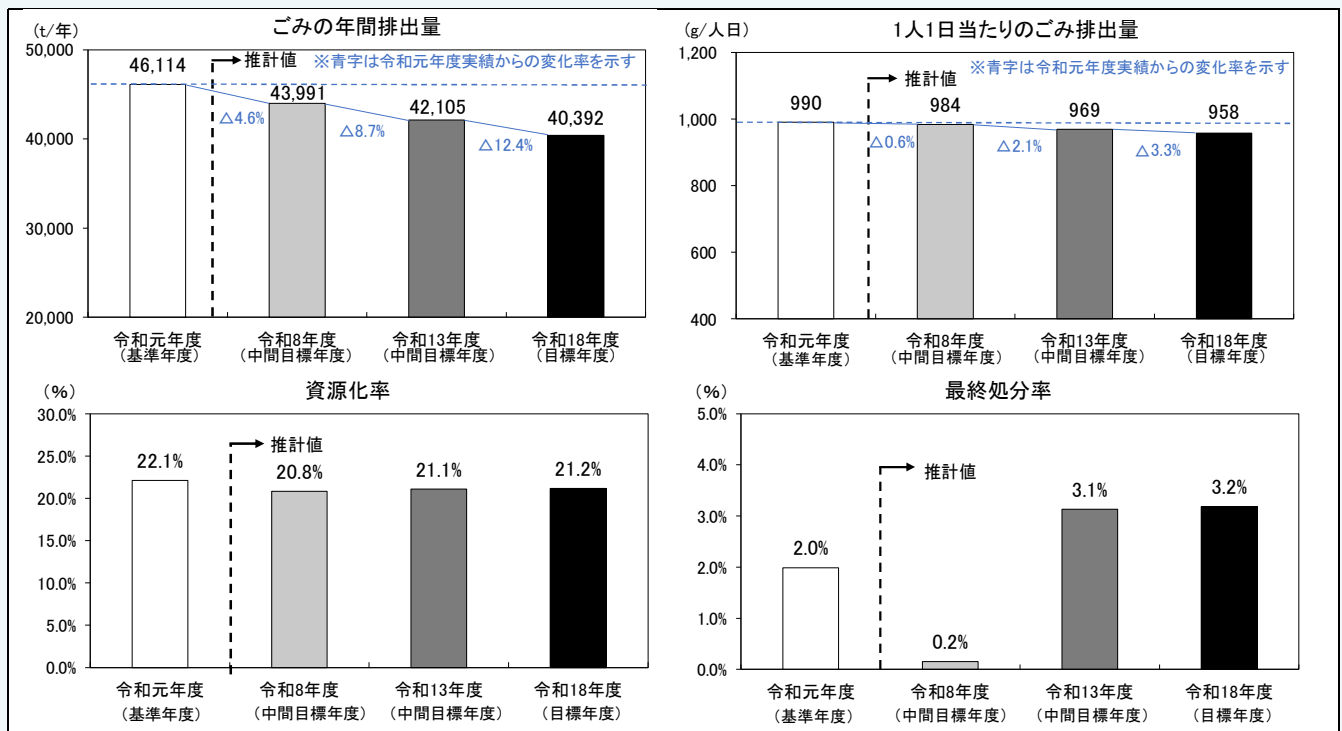 ごみの年間排出量
(t/年)
50,000
40,000
30,000
20,000
推計値
※青字は令和元年度実績からの変化率を示す
46,114
43,991
42,105
40,392
△4.6%
△8.7%
△12.4%
令和元年度
(基準年度)
令和8年度
(中間目標年度)
令和13年度
(中間目標年度)
令和18年度
(目標年度)
1人1日当たりのごみ排出量
(g/人日)
1,200
1,000
800
600
400
※青字は令和元年度実績からの変化率を示す
推計値
990
984
969
958
△0.6%
△2.1%
△3.3%
令和元年度
(基準年度)
令和8年度
(中間目標年度)
令和13年度
(中間目標年度)
令和18年度
(目標年度)
資源化率
(%)
30.0%
25.0%
20.0%
15.0%
10.0%
5.0%
0.0%
推計値
22.1%
20.8%
21.1%
21.2%
令和元年度
(基準年度)
令和8年度
(中間目標年度)
令和13年度
(中間目標年度)
令和18年度
(目標年度)
最終処分率
(%)
5.0%
4.0%
3.0%
2.0%
1.0%
0.0%
推計値
2.0%
0.2%
3.1%
3.2%
令和元年度
(基準年度)
令和8年度
(中間目標年度)
令和13年度
(中間目標年度)
令和18年度
(目標年度)